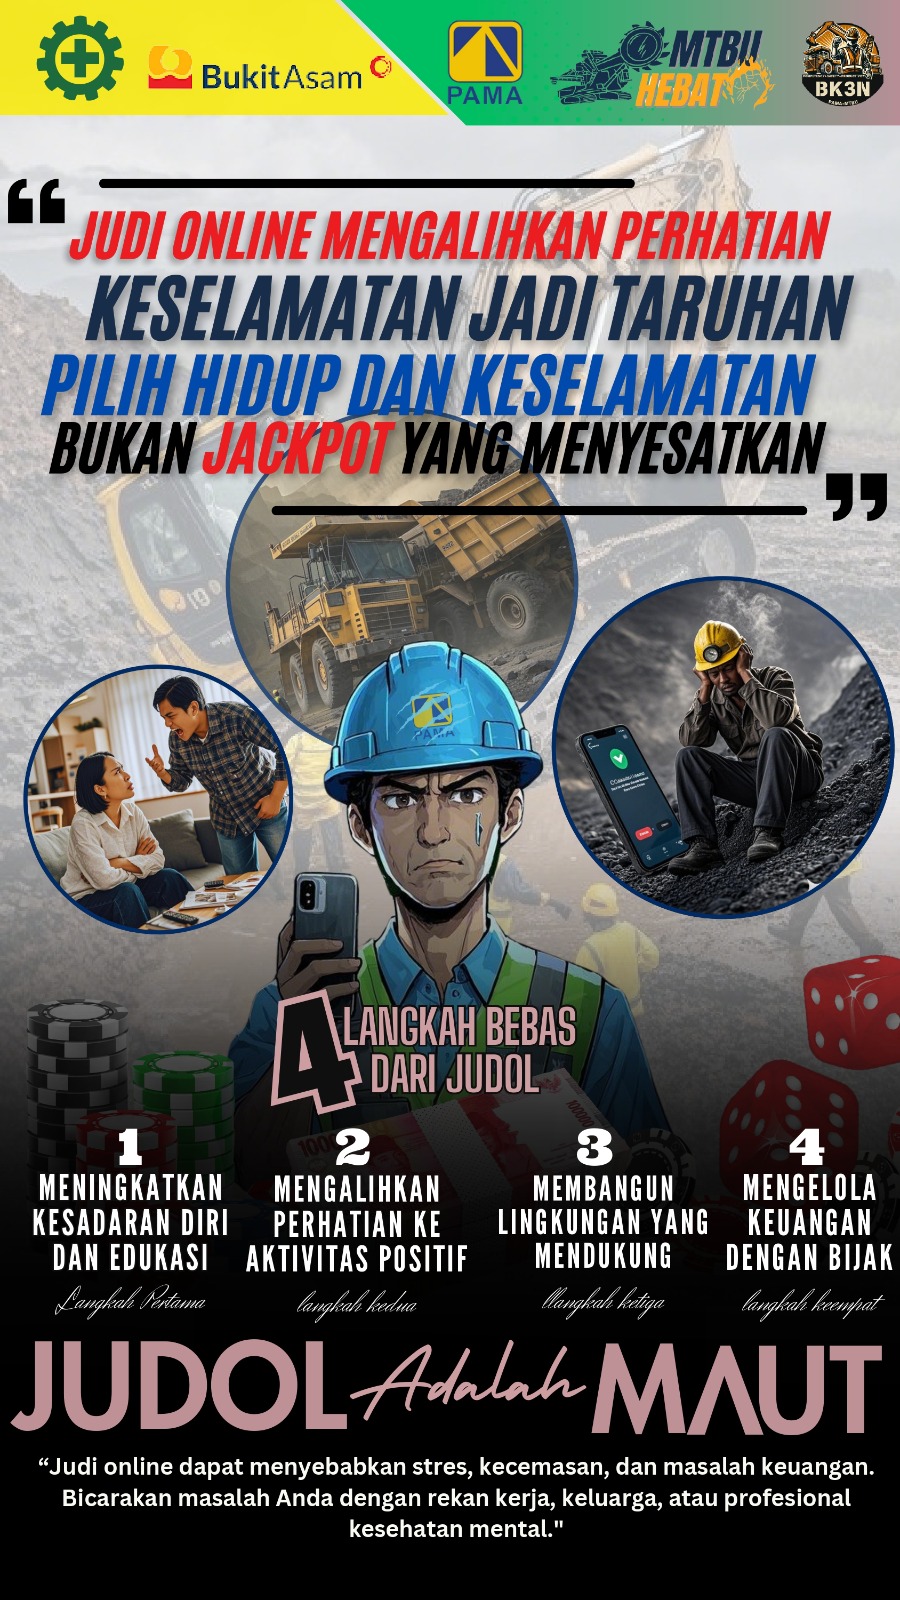 BukitAsam
PAMA
MTBU
HEBAT
BK3N
PAMA-MTBU
“JUDI ONLINE MENGALIHKAN PERHATIAN
KESELAMATAN JADI TARUHAN
PILIH HIDUP DAN KESELAMATAN
BUKAN JACKPOT YANG MENYESATKAN”
PAMA
4 LANGKAH BEBAS
DARI JUDOL
1
MENINGKATKAN
KESADARAN DIRI
DAN EDUKASI
Langkah Pertama
2
MENGALIHKAN
PERHATIAN KE
AKTIVITAS POSITIF
langkah kedua
3
MEMBANGUN
LINGKUNGAN YANG
MENDUKUNG
llangkah ketiga
4
MENGELOLA
KEUANGAN
DENGAN BIJAK
langkah keempat
JUDOL Adalah MAUT
“Judi online dapat menyebabkan stres, kecemasan, dan masalah keuangan.
Bicarakan masalah Anda dengan rekan kerja, keluarga, atau profesional
kesehatan mental."